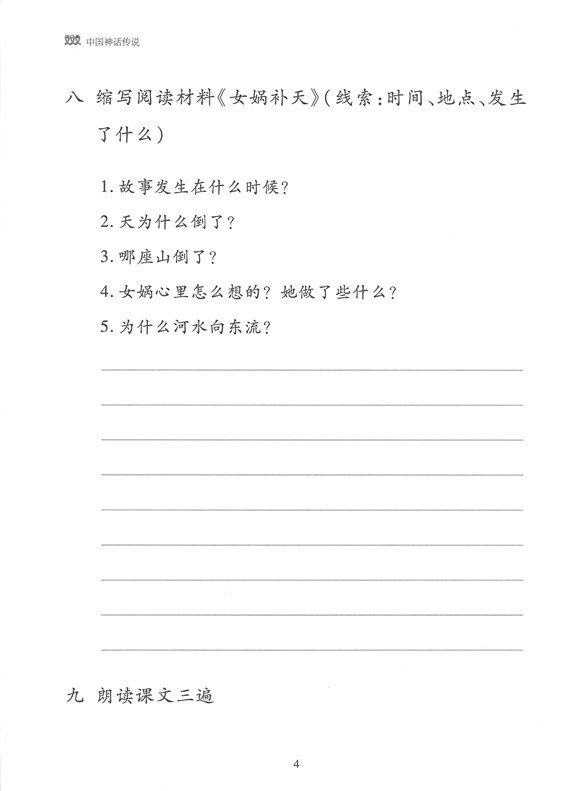 中国神话传说
八 缩写阅读材料《女娲补天》(线索:时间、地点、发生
了什么)
1. 故事发生在什么时候?
2. 天为什么倒了?
3. 哪座山倒了?
4. 女娲心里怎么想的? 她做了些什么?
5. 为什么河水向东流?
九 朗读课文三遍
4